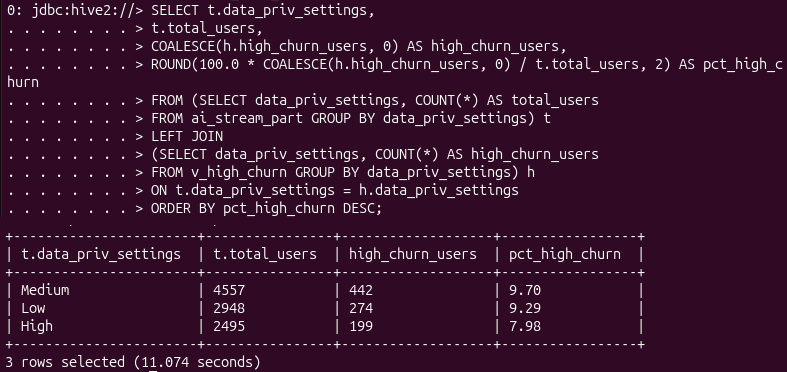 0: jdbc:hive2://> SELECT t.data_priv_settings,
. . . . . . . . > t.total_users,
. . . . . . . . > COALESCE(h.high_churn_users, 0) AS high_churn_users,
. . . . . . . . > ROUND(100.0 * COALESCE(h.high_churn_users, 0) / t.total_users, 2) AS pct_high_c
hurn
. . . . . . . . > FROM (SELECT data_priv_settings, COUNT(*) AS total_users
. . . . . . . . > FROM ai_stream_part GROUP BY data_priv_settings) t
. . . . . . . . > LEFT JOIN
. . . . . . . . > (SELECT data_priv_settings, COUNT(*) AS high_churn_users
. . . . . . . . > FROM v_high_churn GROUP BY data_priv_settings) h
. . . . . . . . > ON t.data_priv_settings = h.data_priv_settings
. . . . . . . . > ORDER BY pct_high_churn DESC;
+-----------------------+----------------+-------------------+-----------------+
| t.data_priv_settings  | t.total_users  | high_churn_users  | pct_high_churn  |
+-----------------------+----------------+-------------------+-----------------+
| Medium                | 4557           | 442               | 9.70            |
| Low                   | 2948           | 274               | 9.29            |
| High                  | 2495           | 199               | 7.98            |
+-----------------------+----------------+-------------------+-----------------+
3 rows selected (11.074 seconds)